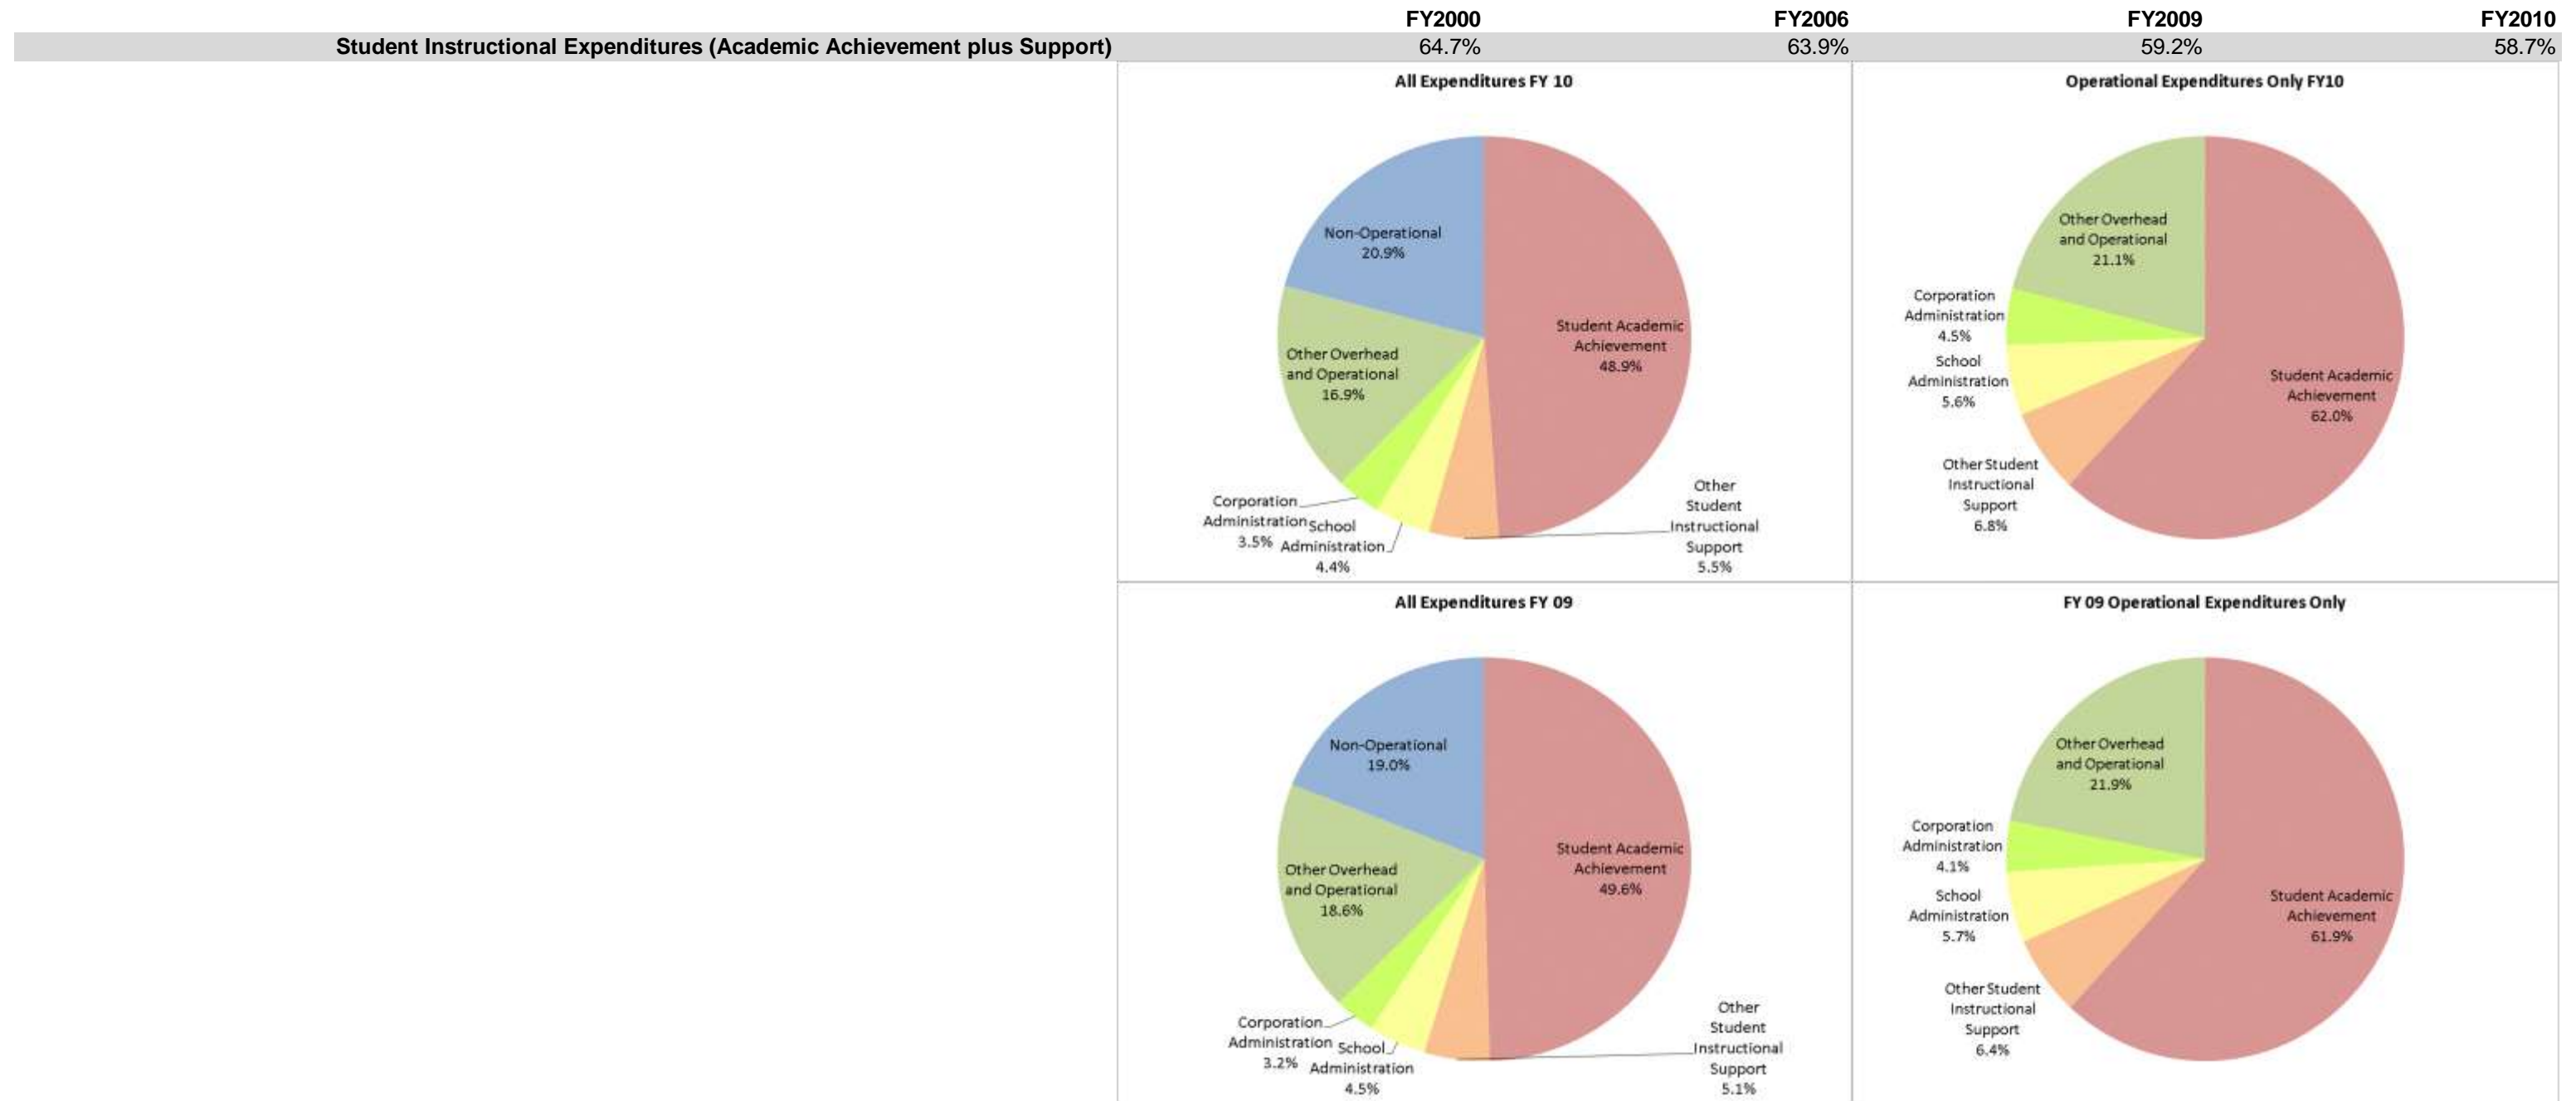 FY2000 FY2006 FY2009 FY2010
Student Instructional Expenditures (Academic Achievement plus Support) 64.7% 63.9% 59.2% 58.7%
All Expenditures FY 10
Non-Operational
20.9%
Student Academic
Achievement
48.9%
Other Overhead
and Operational
16.9%
Corporation
Administration
3.5%
School
Administration
4.4%
Other
Student
Instructional
Support
5.5%
Operational Expenditures Only FY10
Other Overhead
and Operational
21.1%
Corporation
Administration
4.5%
School
Administration
5.6%
Student Academic
Achievement
62.0%
Other Student
Instructional
Support
6.8%
All Expenditures FY 09
Non-Operational
19.0%
Student Academic
Achievement
49.6%
Other Overhead
and Operational
18.6%
Corporation
Administration
3.2%
School
Administration
4.5%
Other
Student
Instructional
Support
5.1%
FY 09 Operational Expenditures Only
Other Overhead
and Operational
21.9%
Corporation
Administration
4.1%
School
Administration
5.7%
Student Academic
Achievement
61.9%
Other Student
Instructional
Support
6.4%